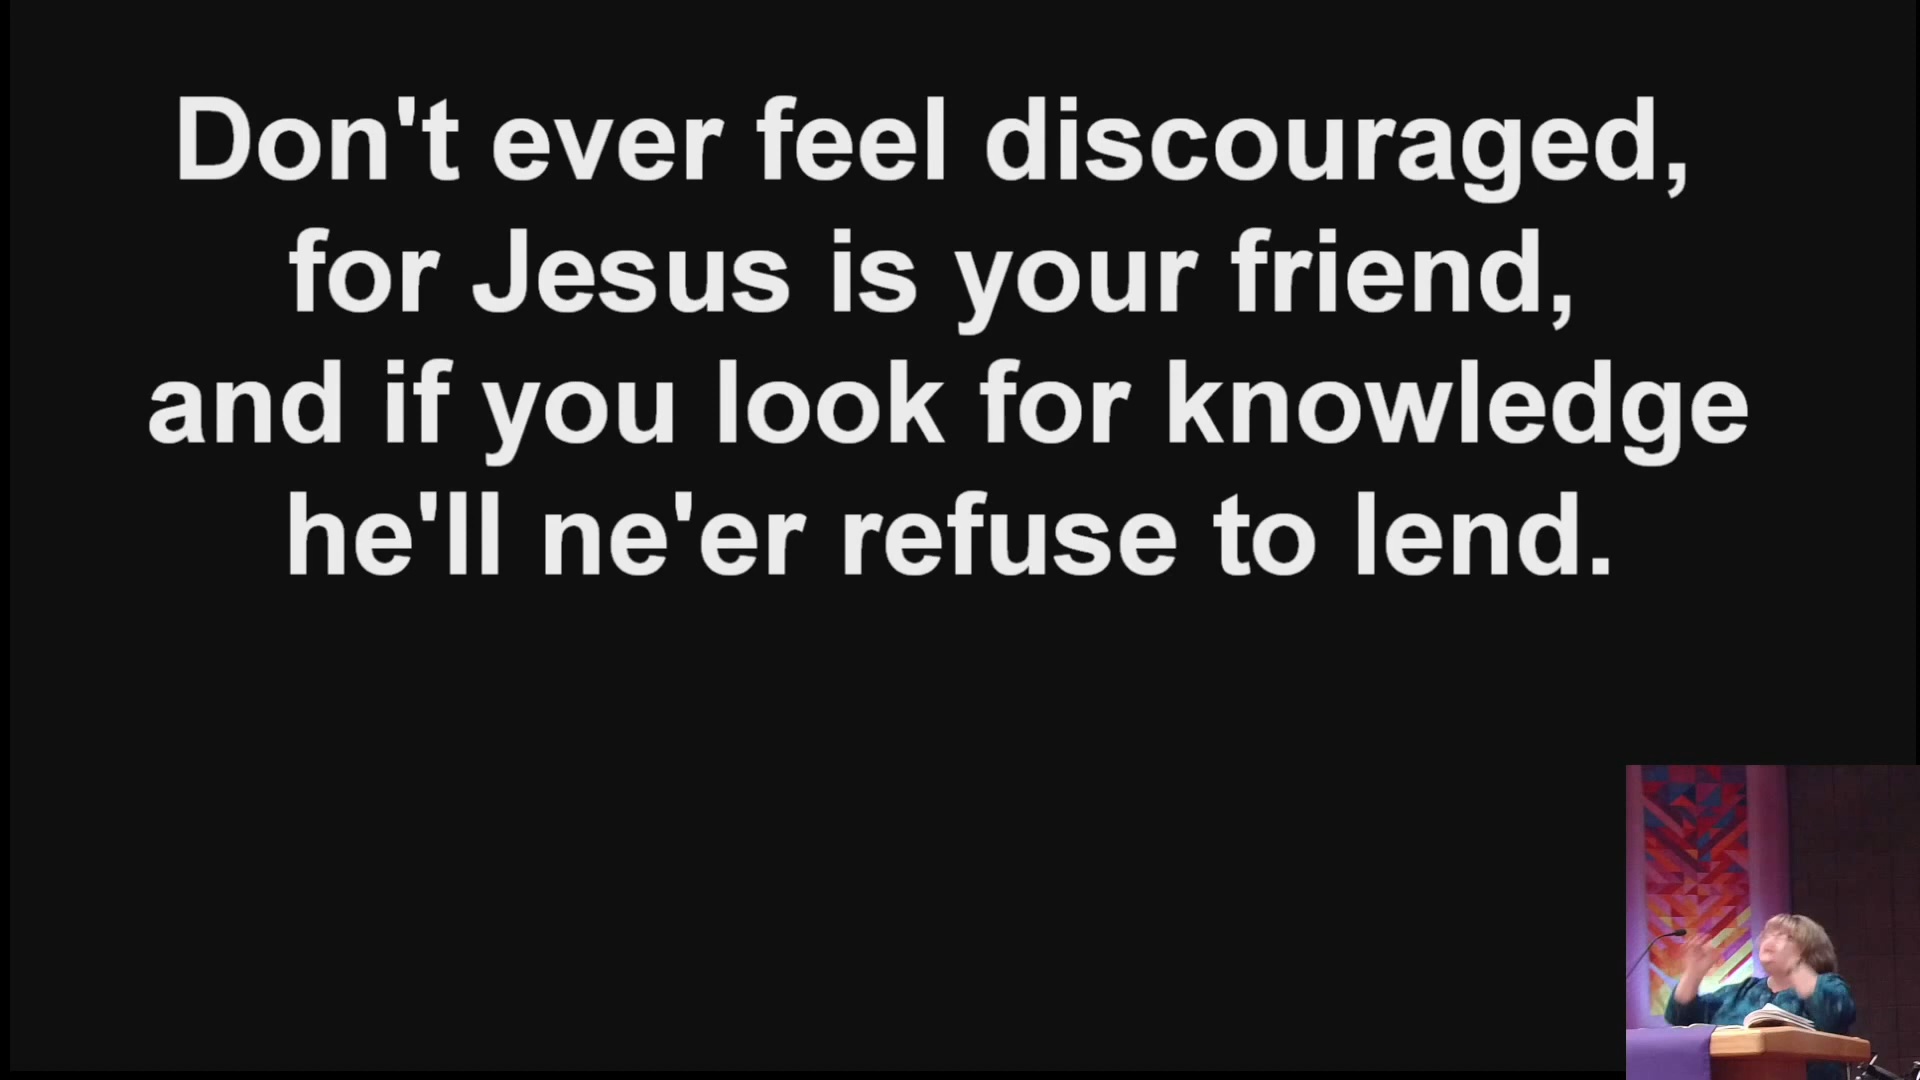 Don't ever feel discouraged,
for Jesus is your friend,
and if you look for knowledge
he'll ne'er refuse to lend.